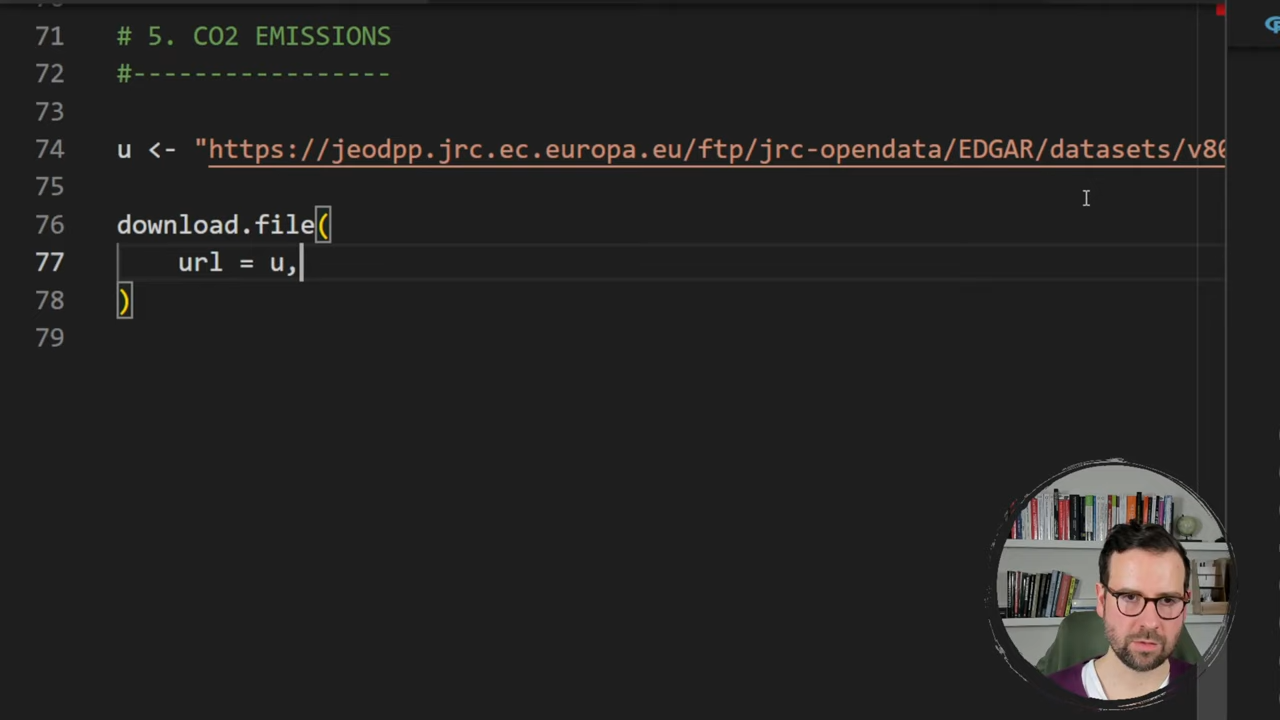 71 # 5. CO2 EMISSIONS
72 #-----------------
73
74 u <- "https://jeodpp.jrc.ec.europa.eu/ftp/jrc-opendata/EDGAR/datasets/v80
75
76 download.file(
77 url = u,
78 )
79